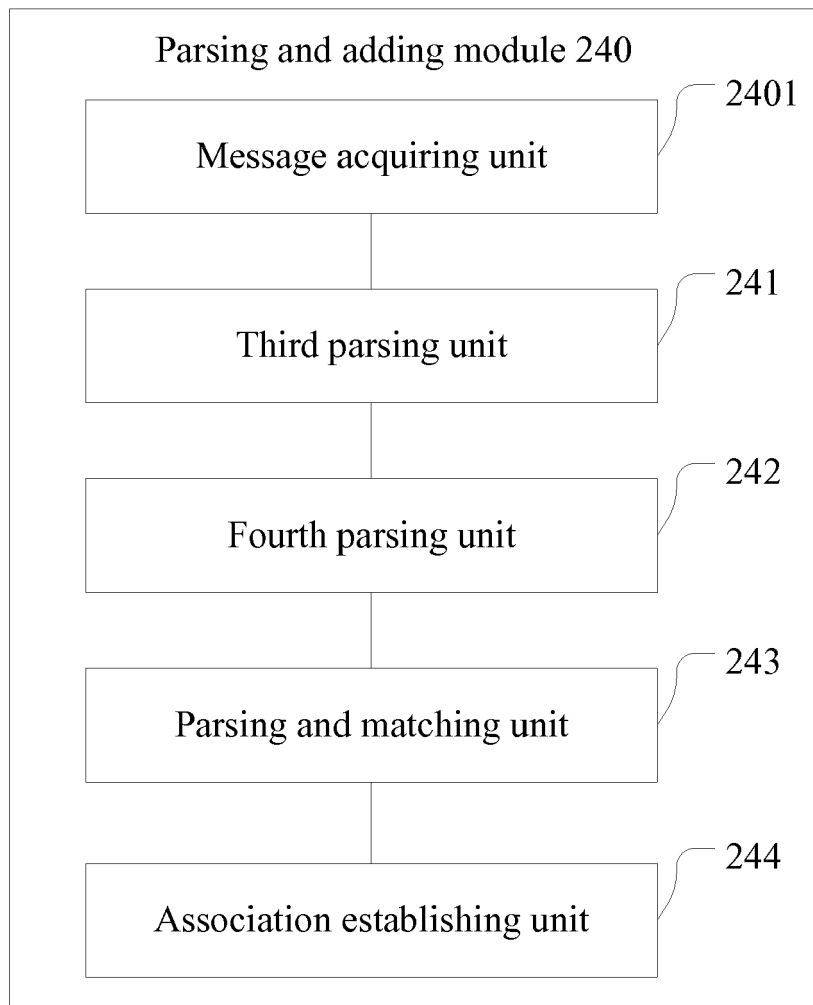 Parsing and adding module 240
2401
Message acquiring unit
241
Third parsing unit
242
Fourth parsing unit
243
Parsing and matching unit
244
Association establishing unit